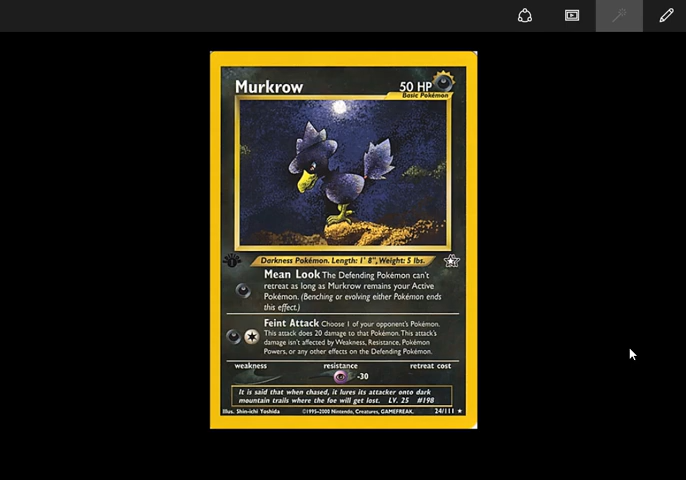 Murkrow 50 HP
Basic Pokémon
Darkness Pokémon. Length: 1' 8", Weight: 5 lbs.
Mean Look The Defending Pokémon can't
retreat as long as Murkrow remains your Active
Pokémon. (Benching or evolving either Pokémon ends
this effect.)
Feint Attack Choose 1 of your opponent's Pokémon.
This attack does 20 damage to that Pokémon. This attack's
damage isn't affected by Weakness, Resistance, Pokémon
Powers, or any other effects on the Defending Pokémon.
weakness resistance retreat cost
-30
It is said that when chased, it lures its attacker onto dark
mountain trails where the foe will get lost. LV. 25 #198
Illus. Shin-ichi Yoshida ©1995-2000 Nintendo, Creatures, GAMEFREAK. 24/111 ★